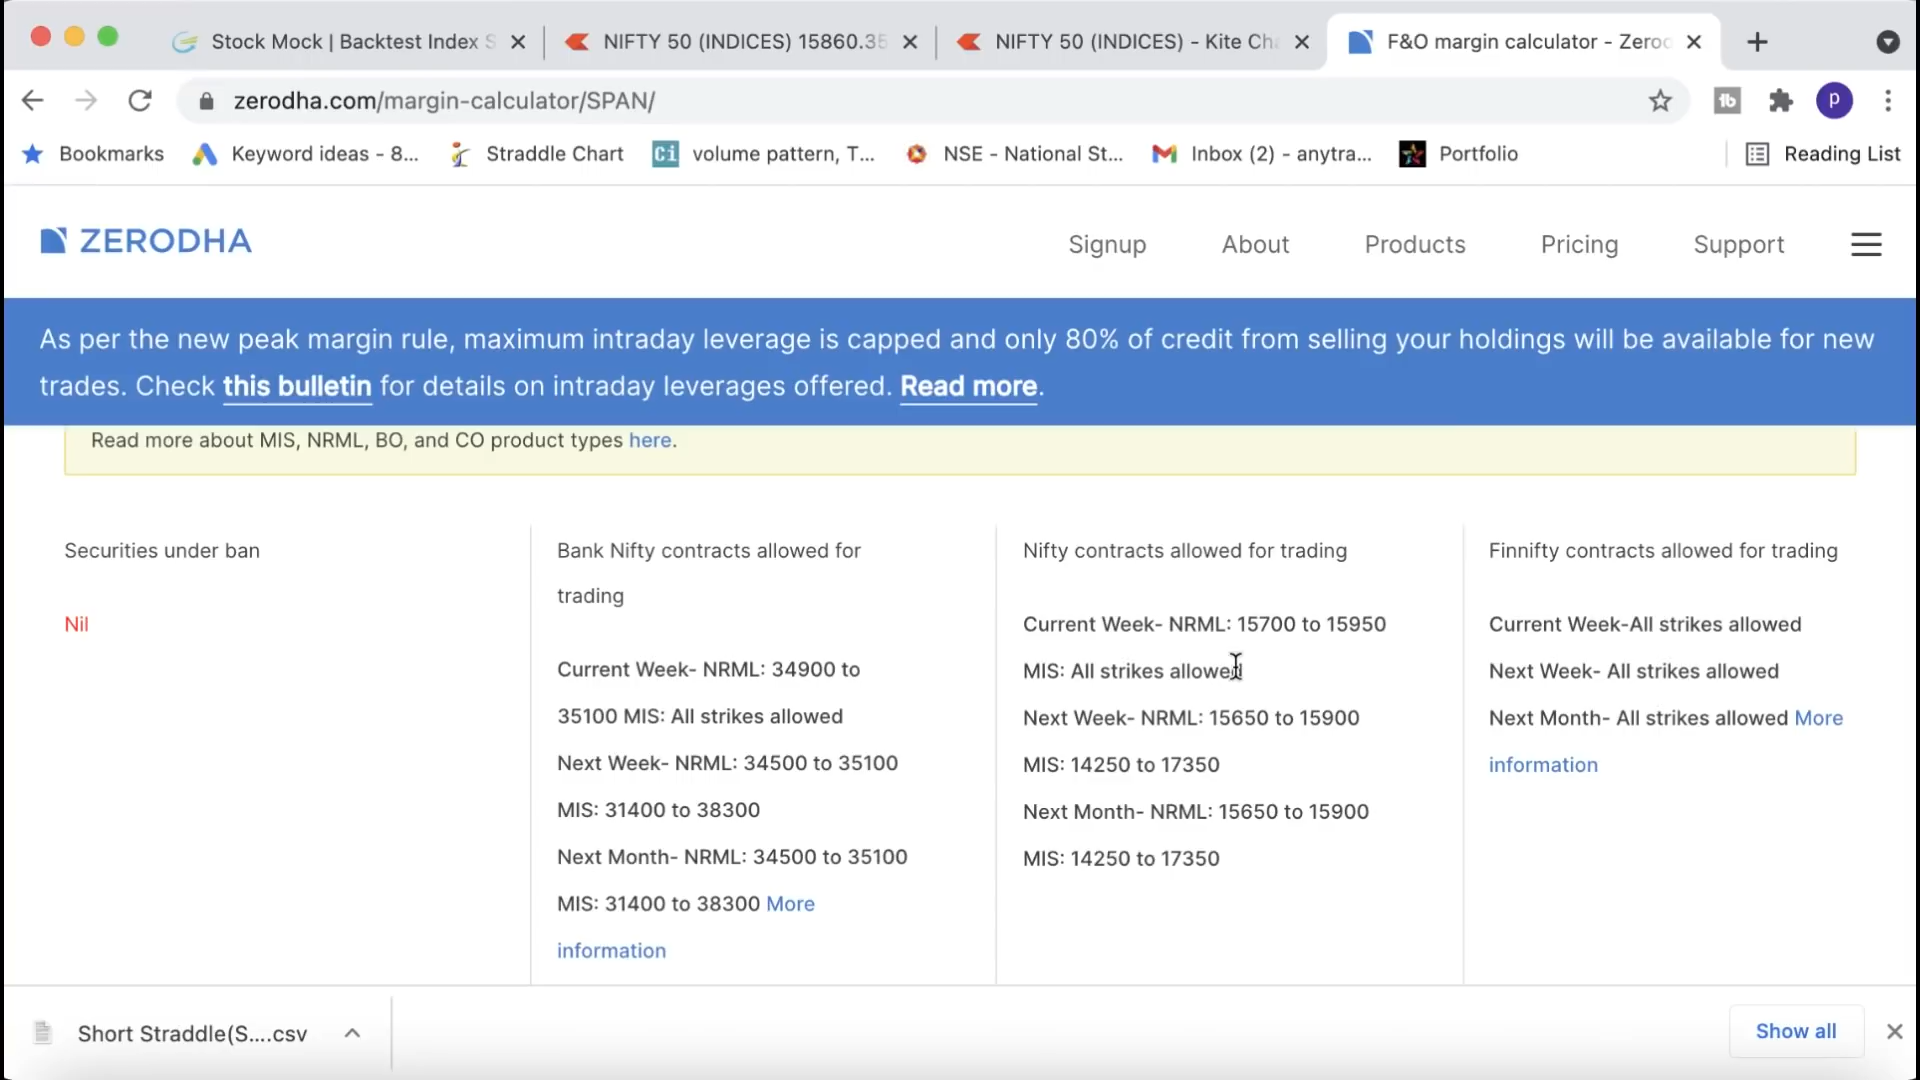 Stock Mock | Backtest Index S
NIFTY 50 (INDICES) 15860.35
NIFTY 50 (INDICES) - Kite Cha
F&O margin calculator - Zerod
zerodha.com/margin-calculator/SPAN/
tb
p
Bookmarks
Keyword ideas - 8...
Straddle Chart
Ci
volume pattern, T...
NSE - National St...
Inbox (2) - anytra...
Portfolio
Reading List
ZERODHA
Signup
About
Products
Pricing
Support
As per the new peak margin rule, maximum intraday leverage is capped and only 80% of credit from selling your holdings will be available for new
trades. Check this bulletin for details on intraday leverages offered. Read more.
Read more about MIS, NRML, BO, and CO product types here.
Securities under ban
Nil
Bank Nifty contracts allowed for
trading
Current Week- NRML: 34900 to
35100 MIS: All strikes allowed
Next Week- NRML: 34500 to 35100
MIS: 31400 to 38300
Next Month- NRML: 34500 to 35100
MIS: 31400 to 38300 More
information
Nifty contracts allowed for trading
Current Week- NRML: 15700 to 15950
MIS: All strikes allowed
Next Week- NRML: 15650 to 15900
MIS: 14250 to 17350
Next Month- NRML: 15650 to 15900
MIS: 14250 to 17350
Finnifty contracts allowed for trading
Current Week-All strikes allowed
Next Week- All strikes allowed
Next Month- All strikes allowed More
information
Short Straddle(S....csv
Show all